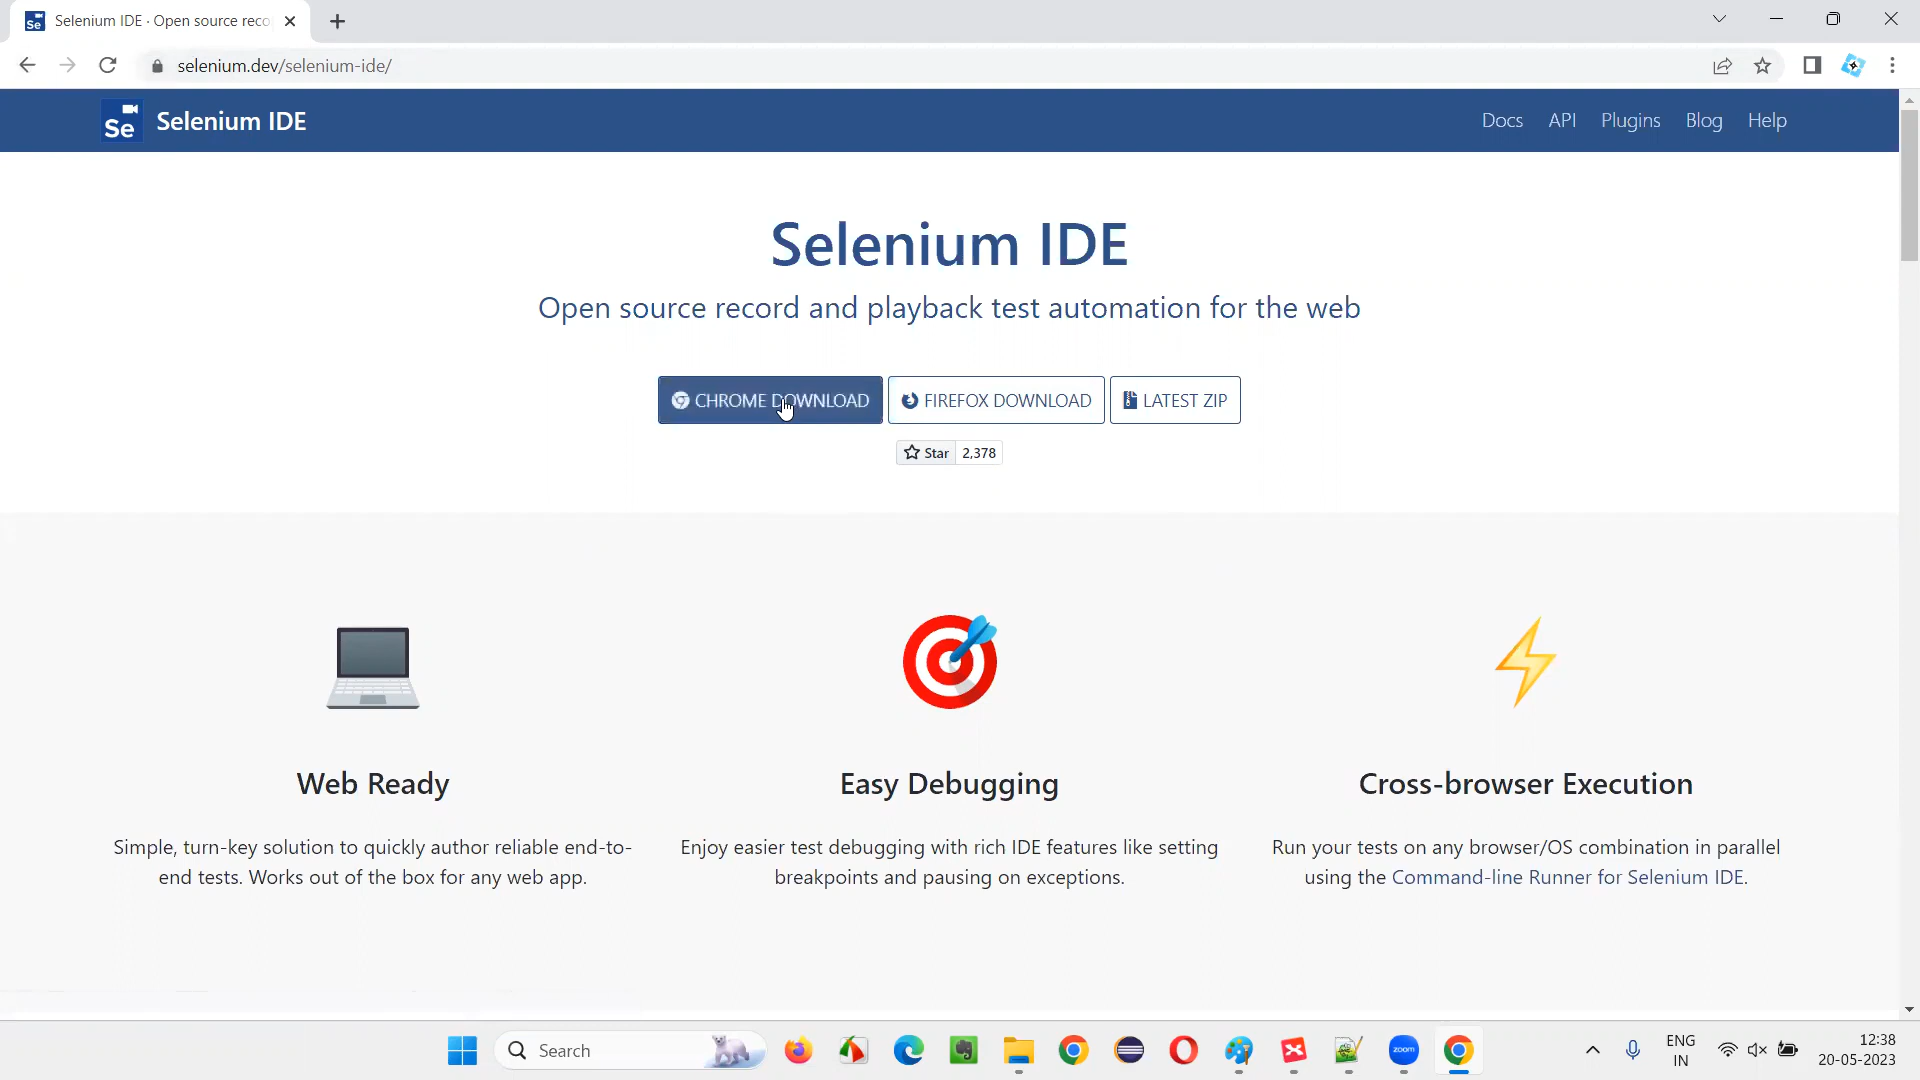 Selenium IDE · Open source reco
selenium.dev/selenium-ide/
Se
Selenium IDE
Docs
API
Plugins
Blog
Help
Selenium IDE
Open source record and playback test automation for the web
CHROME DOWNLOAD
FIREFOX DOWNLOAD
LATEST ZIP
Star
2,378
Web Ready
Simple, turn-key solution to quickly author reliable end-to-
end tests. Works out of the box for any web app.
Easy Debugging
Enjoy easier test debugging with rich IDE features like setting
breakpoints and pausing on exceptions.
Cross-browser Execution
Run your tests on any browser/OS combination in parallel
using the Command-line Runner for Selenium IDE.
Search
zoom
ENG
IN
12:38
20-05-2023